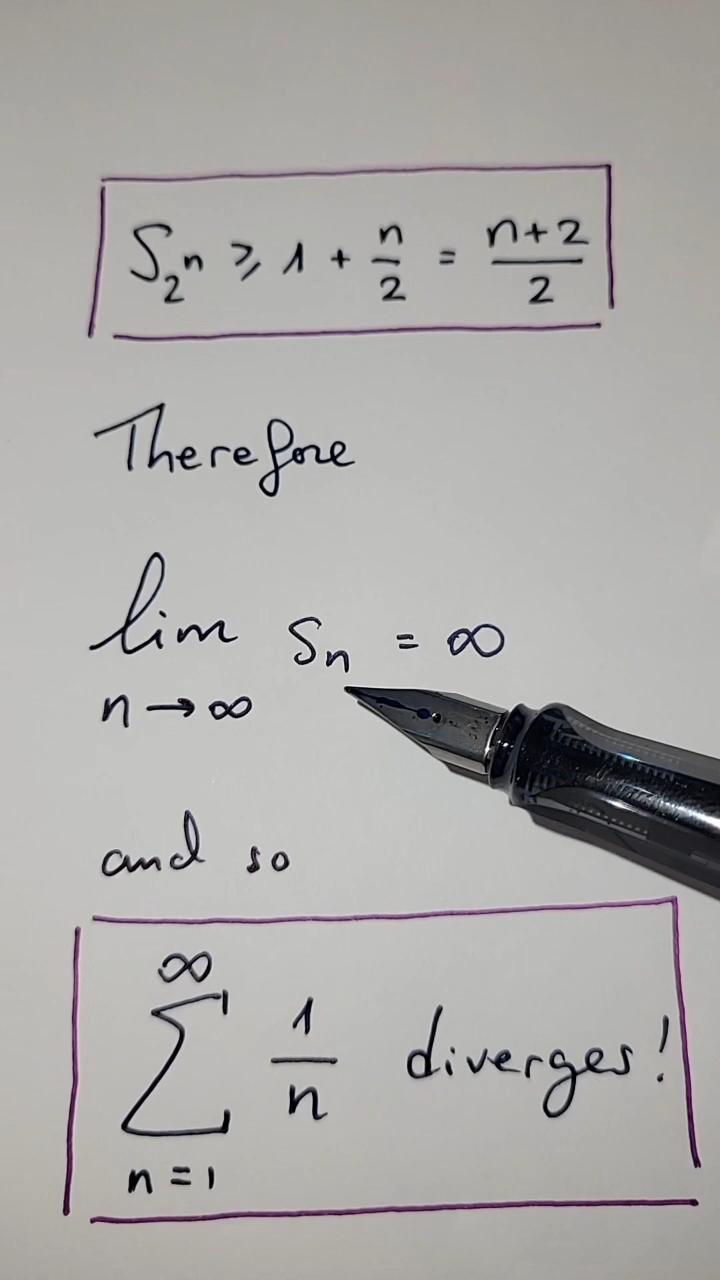 S_{2^n} ⩾ 1 + n/2 = (n+2)/2
Therefore
lim S_n = ∞
n → ∞
and so
∞
∑ 1/n diverges!
n = 1